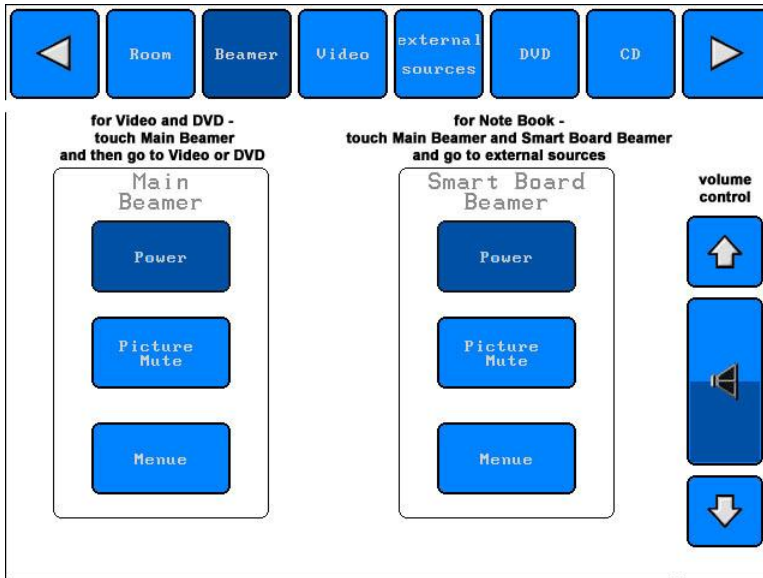 Room
Beamer
Video
external
sources
DVD
CD
for Video and DVD -
touch Main Beamer
and then go to Video or DVD
for Note Book -
touch Main Beamer and Smart Board Beamer
and go to external sources
Main
Beamer
Power
Picture
Mute
Menue
Smart Board
Beamer
Power
Picture
Mute
Menue
volume
control